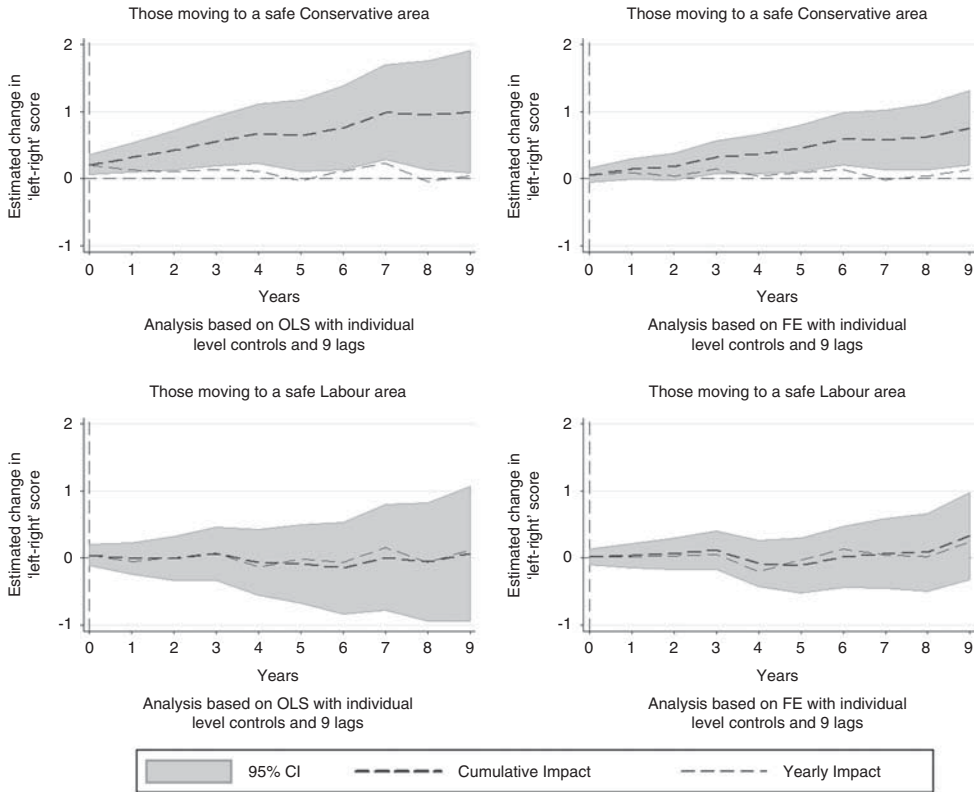 Those moving to a safe Conservative area
Estimated change in
'left-right' score
2
1
0
-1
0 1 2 3 4 5 6 7 8 9
Years
Analysis based on OLS with individual
level controls and 9 lags
Those moving to a safe Conservative area
Estimated change in
'left-right' score
2
1
0
-1
0 1 2 3 4 5 6 7 8 9
Years
Analysis based on FE with individual
level controls and 9 lags
Those moving to a safe Labour area
Estimated change in
'left-right' score
2
1
0
-1
0 1 2 3 4 5 6 7 8 9
Years
Analysis based on OLS with individual
level controls and 9 lags
Those moving to a safe Labour area
Estimated change in
'left-right' score
2
1
0
-1
0 1 2 3 4 5 6 7 8 9
Years
Analysis based on FE with individual
level controls and 9 lags
95% CI Cumulative Impact Yearly Impact